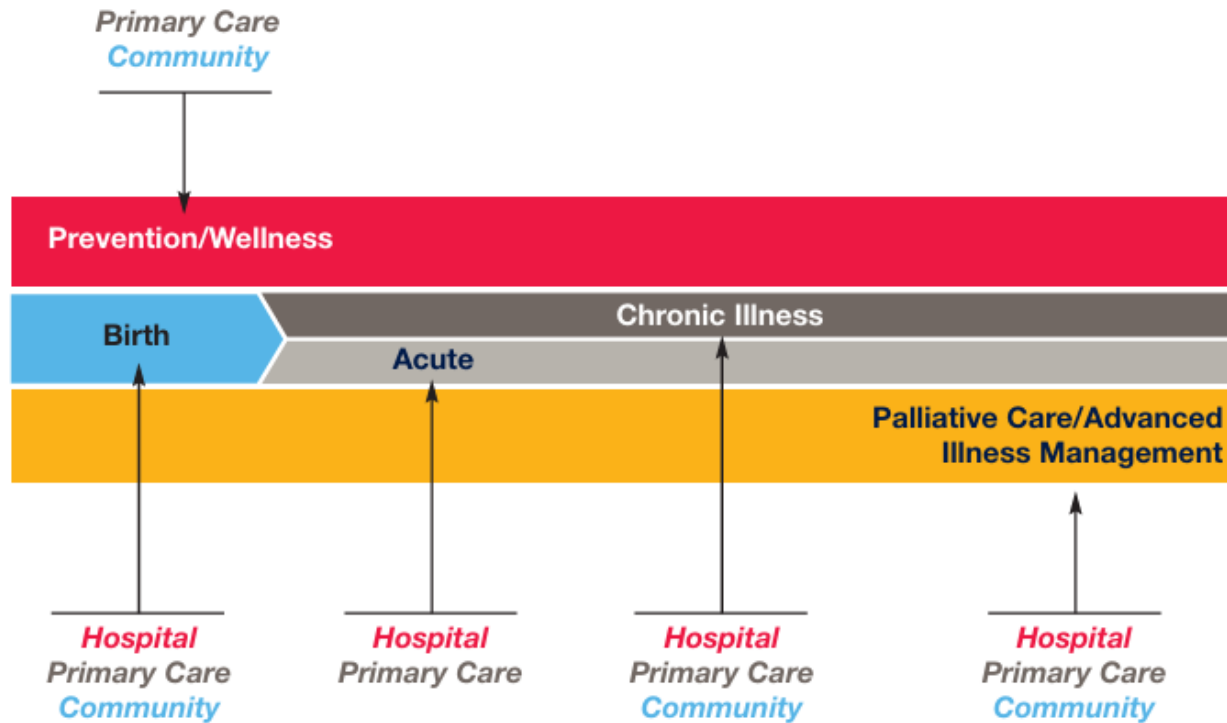 Primary Care
Community
Prevention/Wellness
Birth
Chronic Illness
Acute
Palliative Care/Advanced
Illness Management
Hospital
Primary Care
Community
Hospital
Primary Care
Hospital
Primary Care
Community
Hospital
Primary Care
Community